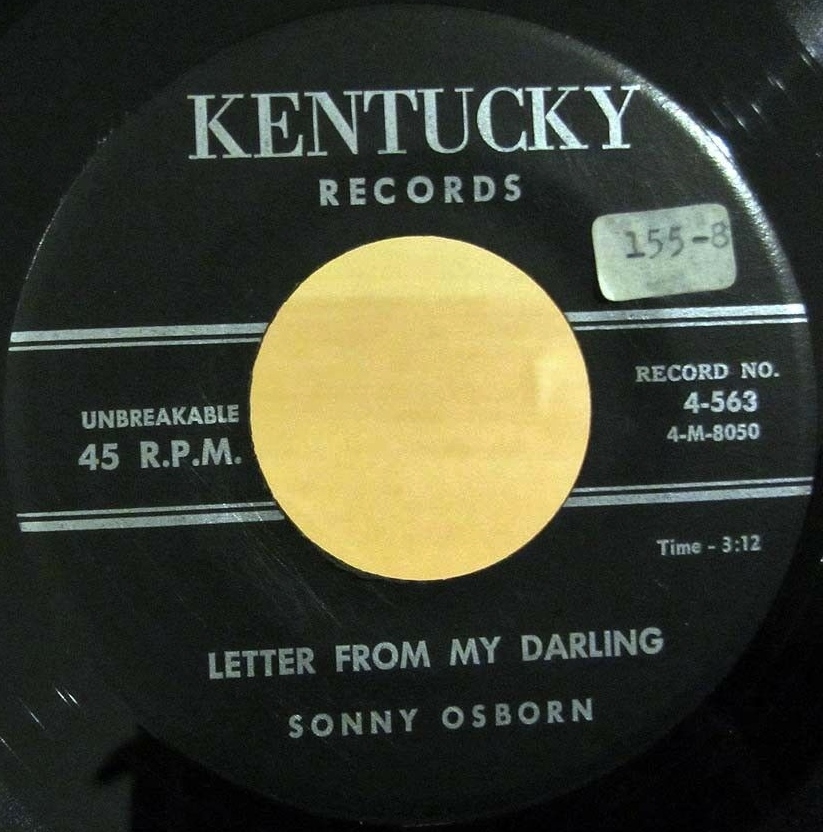 KENTUCKY
RECORDS
155-8
UNBREAKABLE
45 R.P.M.
RECORD NO.
4-563
4-M-8050
Time - 3:12
LETTER FROM MY DARLING
SONNY OSBORN